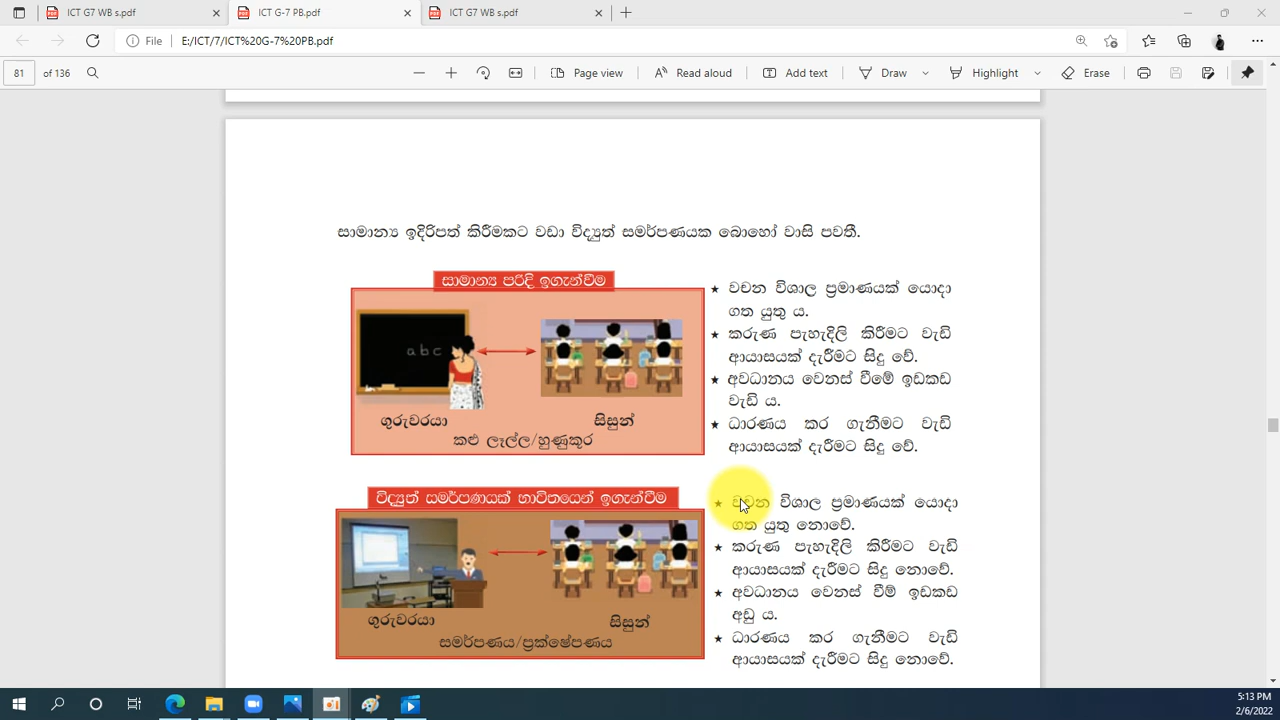 ICT G7 WB s.pdf
ICT G-7 PB.pdf
ICT G7 WB s.pdf
File
E:/ICT/7/ICT%20G-7%20PB.pdf
81 of 136
Page view
Read aloud
Add text
Draw
Highlight
Erase
සාමාන්‍ය ඉදිරිපත් කිරීමකට වඩා විද්‍යුත් සමර්පණයක බොහෝ වාසි පවතී.
සාමාන්‍ය පරිදි ඉගැන්වීම
abc
ගුරුවරයා
සිසුන්
කළු ලෑල්ල/හුණුකූර
★ වචන විශාල ප්‍රමාණයක් යොදා
ගත යුතු ය.
★ කරුණ පැහැදිලි කිරීමට වැඩි
ආයාසයක් දැරීමට සිදු වේ.
★ අවධානය වෙනස් වීමේ ඉඩකඩ
වැඩි ය.
★ ධාරණය කර ගැනීමට වැඩි
ආයාසයක් දැරීමට සිදු වේ.
විද්‍යුත් සමර්පණයක් භාවිතයෙන් ඉගැන්වීම
ගුරුවරයා
සිසුන්
සමර්පණය/ප්‍රක්ෂේපණය
★ වචන විශාල ප්‍රමාණයක් යොදා
ගත යුතු නොවේ.
★ කරුණ පැහැදිලි කිරීමට වැඩි
ආයාසයක් දැරීමට සිදු නොවේ.
★ අවධානය වෙනස් වීම් ඉඩකඩ
අඩු ය.
★ ධාරණය කර ගැනීමට වැඩි
ආයාසයක් දැරීමට සිදු නොවේ.
5:13 PM
2/6/2022